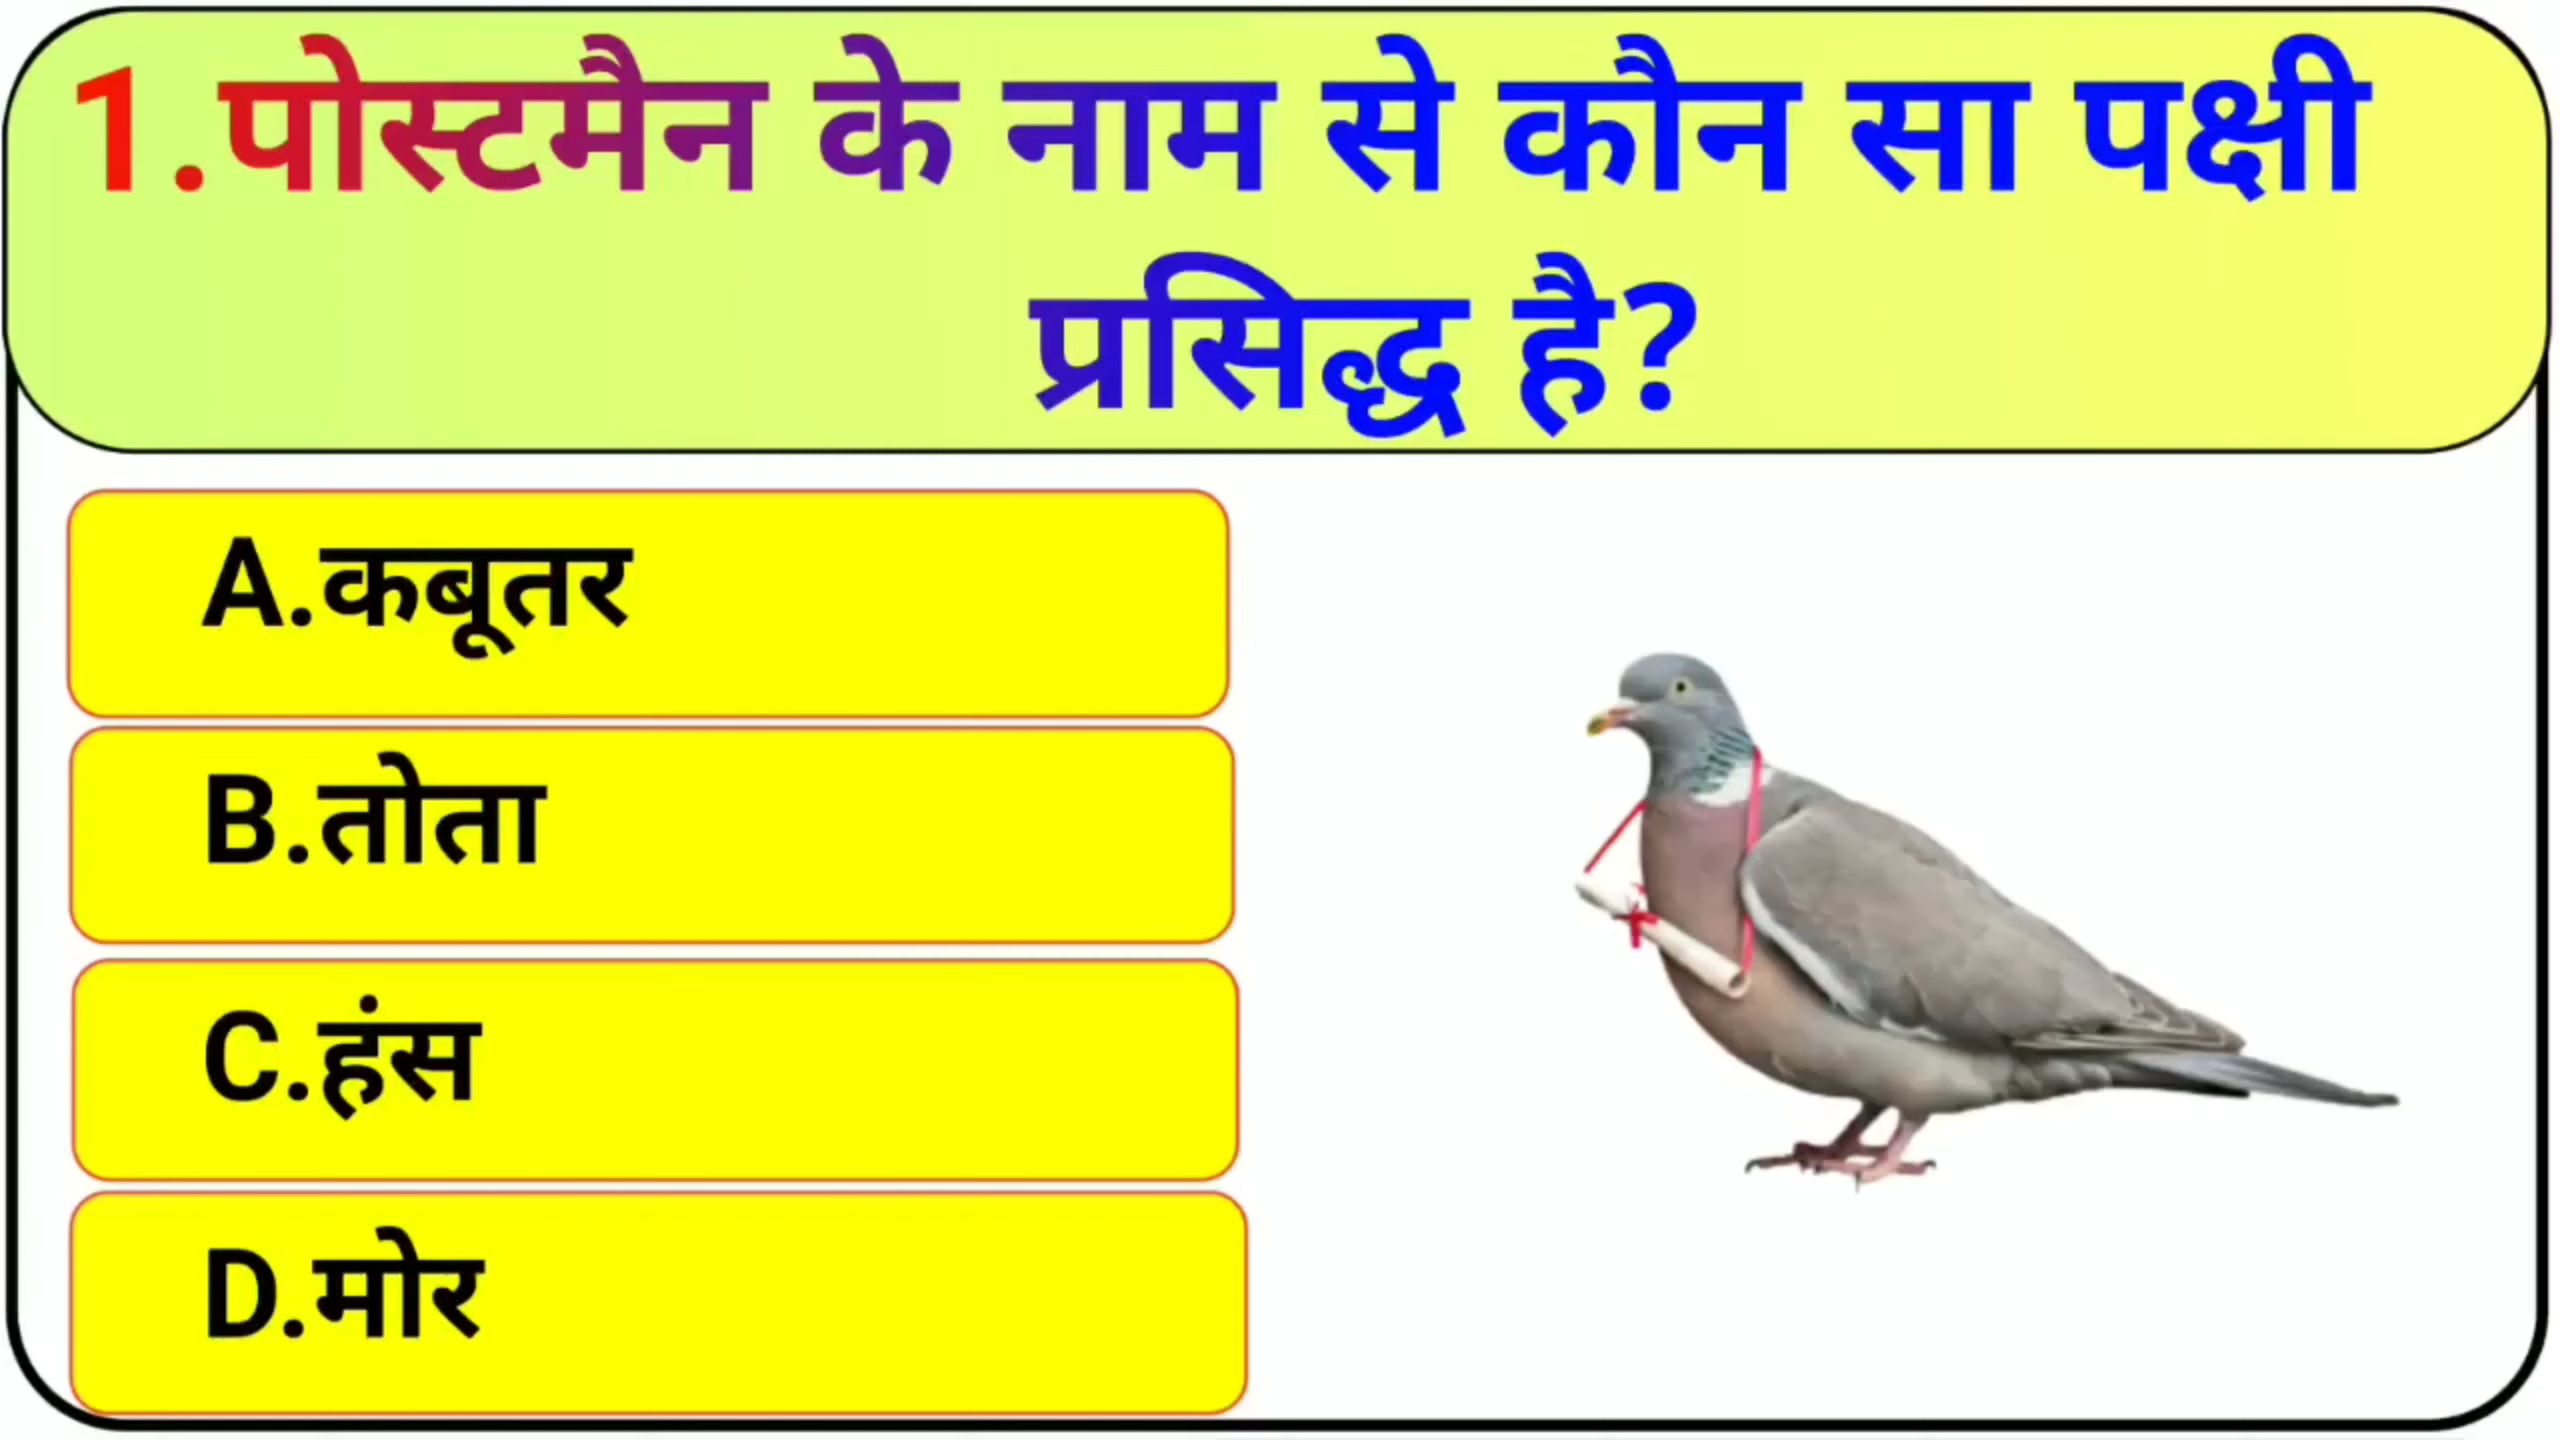 1.पोस्टमैन के नाम से कौन सा पक्षी
प्रसिद्ध है?
A.कबूतर
B.तोता
C.हंस
D.मोर